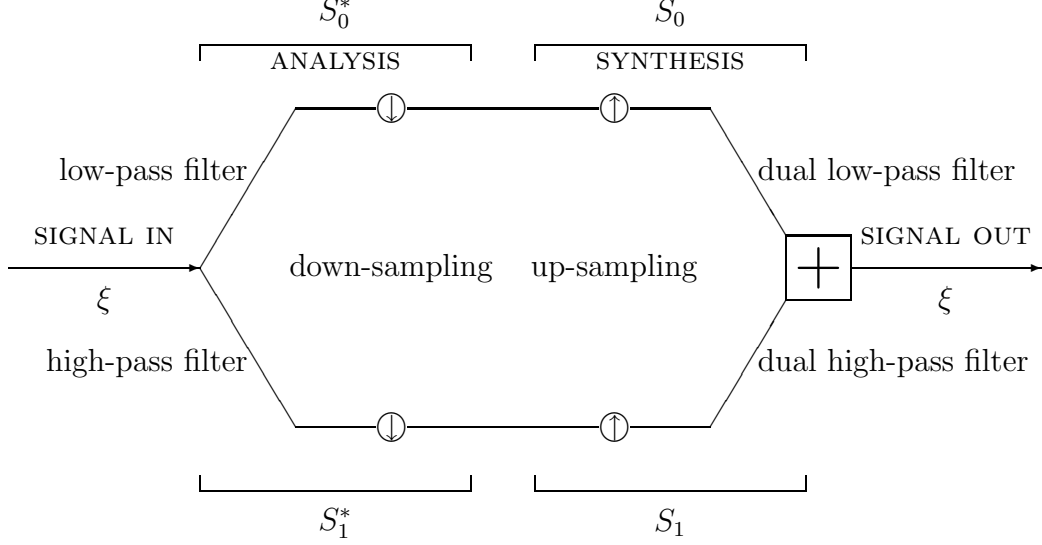 S₀* S₀
ANALYSIS SYNTHESIS
↓ ↑
low-pass filter dual low-pass filter
SIGNAL IN SIGNAL OUT
down-sampling up-sampling +
ξ ξ
high-pass filter dual high-pass filter
↓ ↑
S₁* S₁